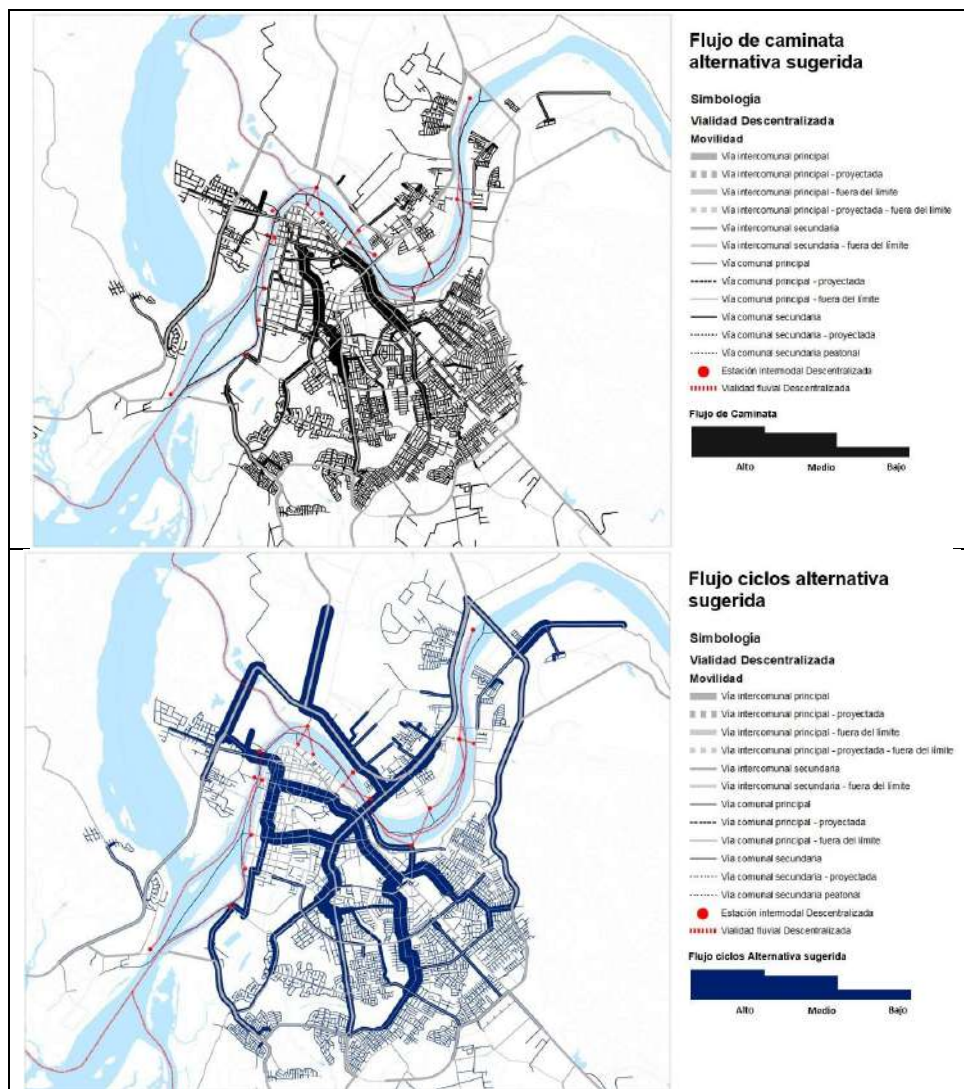 Flujo de caminata
alternativa sugerida
Simbología
Vialidad Descentralizada
Movilidad
Vía intercomunal principal
Vía intercomunal principal - proyectada
Vía intercomunal principal - fuera del límite
Vía intercomunal principal - proyectada - fuera del límite
Vía intercomunal secundaria
Vía intercomunal secundaria - fuera del límite
Vía comunal principal
Vía comunal principal - proyectada
Vía comunal principal - fuera del límite
Vía comunal secundaria
Vía comunal secundaria - proyectada
Vía comunal secundaria peatonal
Estación Intermodal Descentralizada
Vialidad fluvial Descentralizada
Flujo de Caminata
Alto Medio Bajo
Flujo ciclos alternativa
sugerida
Simbología
Vialidad Descentralizada
Movilidad
Vía intercomunal principal
Vía intercomunal principal - proyectada
Vía intercomunal principal - fuera del límite
Vía intercomunal principal - proyectada - fuera del límite
Vía intercomunal secundaria
Vía intercomunal secundaria - fuera del límite
Vía comunal principal
Vía comunal principal - proyectada
Vía comunal principal - fuera del límite
Vía comunal secundaria
Vía comunal secundaria - proyectada
Vía comunal secundaria peatonal
Estación intermodal Descentralizada
Vialidad fluvial Descentralizada
Flujo ciclos Alternativa sugerida
Alto Medio Bajo